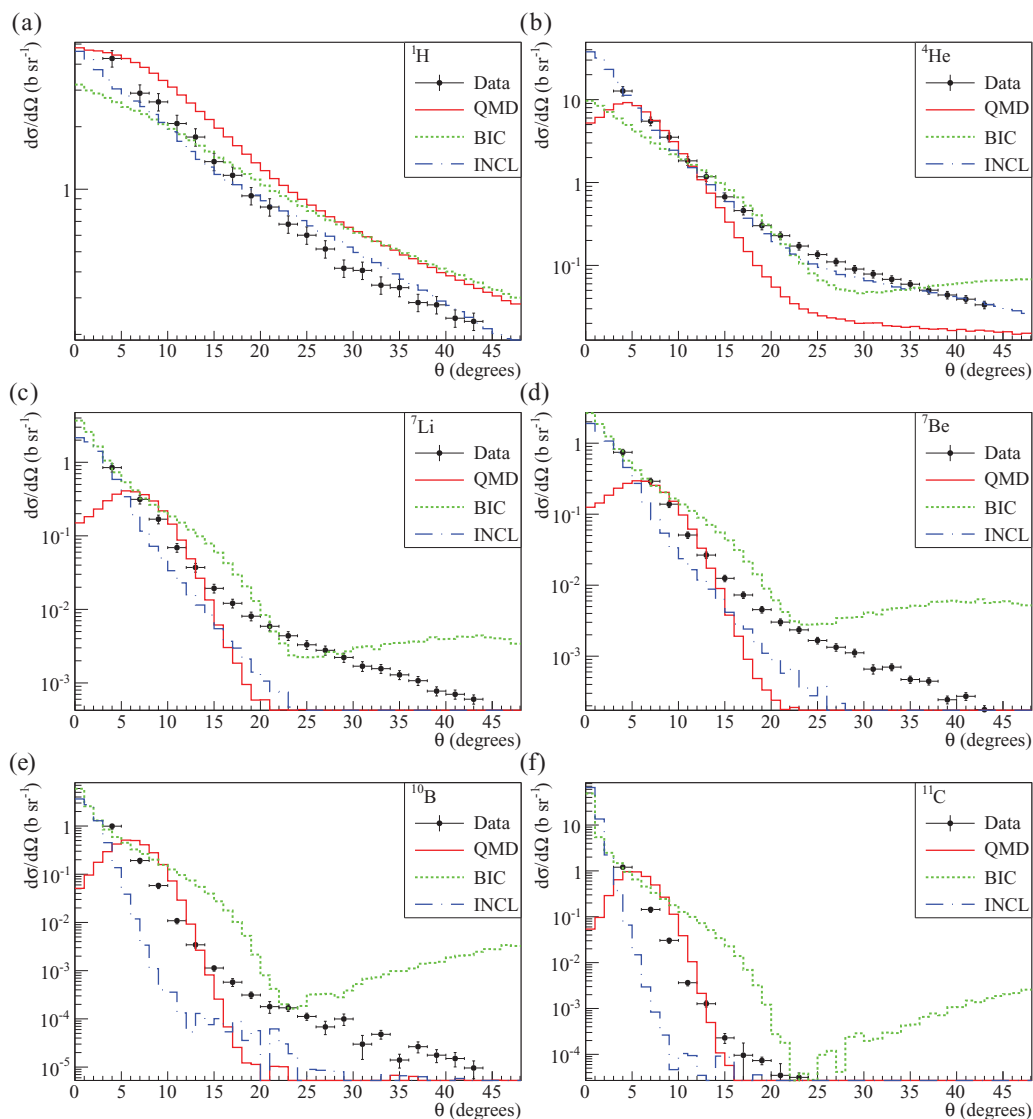 (a)
dσ/dΩ (b sr⁻¹)
¹H
Data
QMD
BIC
INCL
1
0 5 10 15 20 25 30 35 40 45
θ (degrees)
(b)
dσ/dΩ (b sr⁻¹)
⁴He
Data
QMD
BIC
INCL
10
1
10⁻¹
0 5 10 15 20 25 30 35 40 45
θ (degrees)
(c)
dσ/dΩ (b sr⁻¹)
⁷Li
Data
QMD
BIC
INCL
1
10⁻¹
10⁻²
10⁻³
0 5 10 15 20 25 30 35 40 45
θ (degrees)
(d)
dσ/dΩ (b sr⁻¹)
⁷Be
Data
QMD
BIC
INCL
1
10⁻¹
10⁻²
10⁻³
0 5 10 15 20 25 30 35 40 45
θ (degrees)
(e)
dσ/dΩ (b sr⁻¹)
¹⁰B
Data
QMD
BIC
INCL
1
10⁻¹
10⁻²
10⁻³
10⁻⁴
10⁻⁵
0 5 10 15 20 25 30 35 40 45
θ (degrees)
(f)
dσ/dΩ (b sr⁻¹)
¹¹C
Data
QMD
BIC
INCL
10
1
10⁻¹
10⁻²
10⁻³
10⁻⁴
0 5 10 15 20 25 30 35 40 45
θ (degrees)